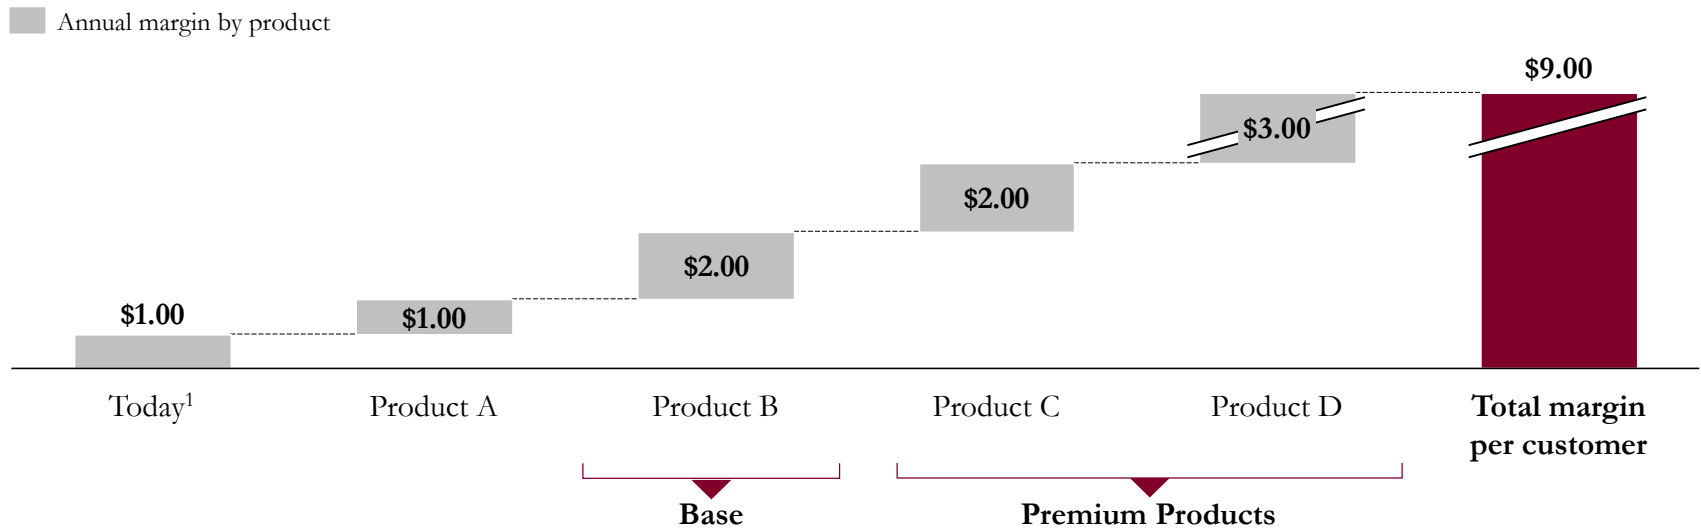 Annual margin by product
$9.00
$3.00
$2.00
$2.00
$1.00
$1.00
Today¹
Product A
Product B
Product C
Product D
Total margin
per customer
Base
Premium Products